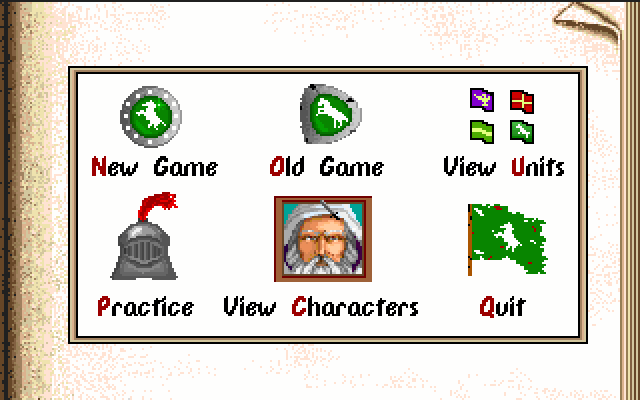 New Game
Old Game
View Units
Practice
View Characters
Quit